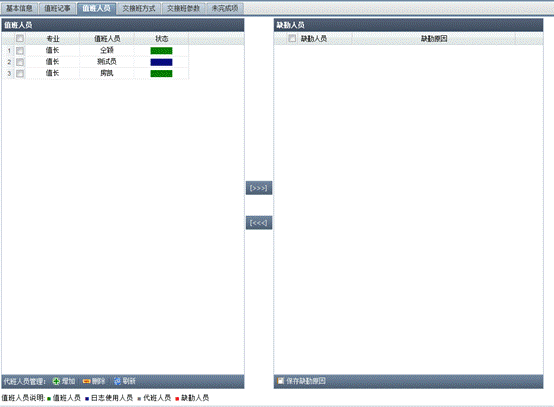 基本信息 值班记事 值班人员 交接班方式 交接班参数 未完成项
值班人员
专业 值班人员 状态
1 值长 仝颖
2 值长 测试员
3 值长 房凯
[>>>]
[<<<]
代班人员管理: 增加 删除 刷新
缺勤人员
缺勤人员 缺勤原因
保存缺勤原因
值班人员说明: 值班人员 日志使用人员 代班人员 缺勤人员